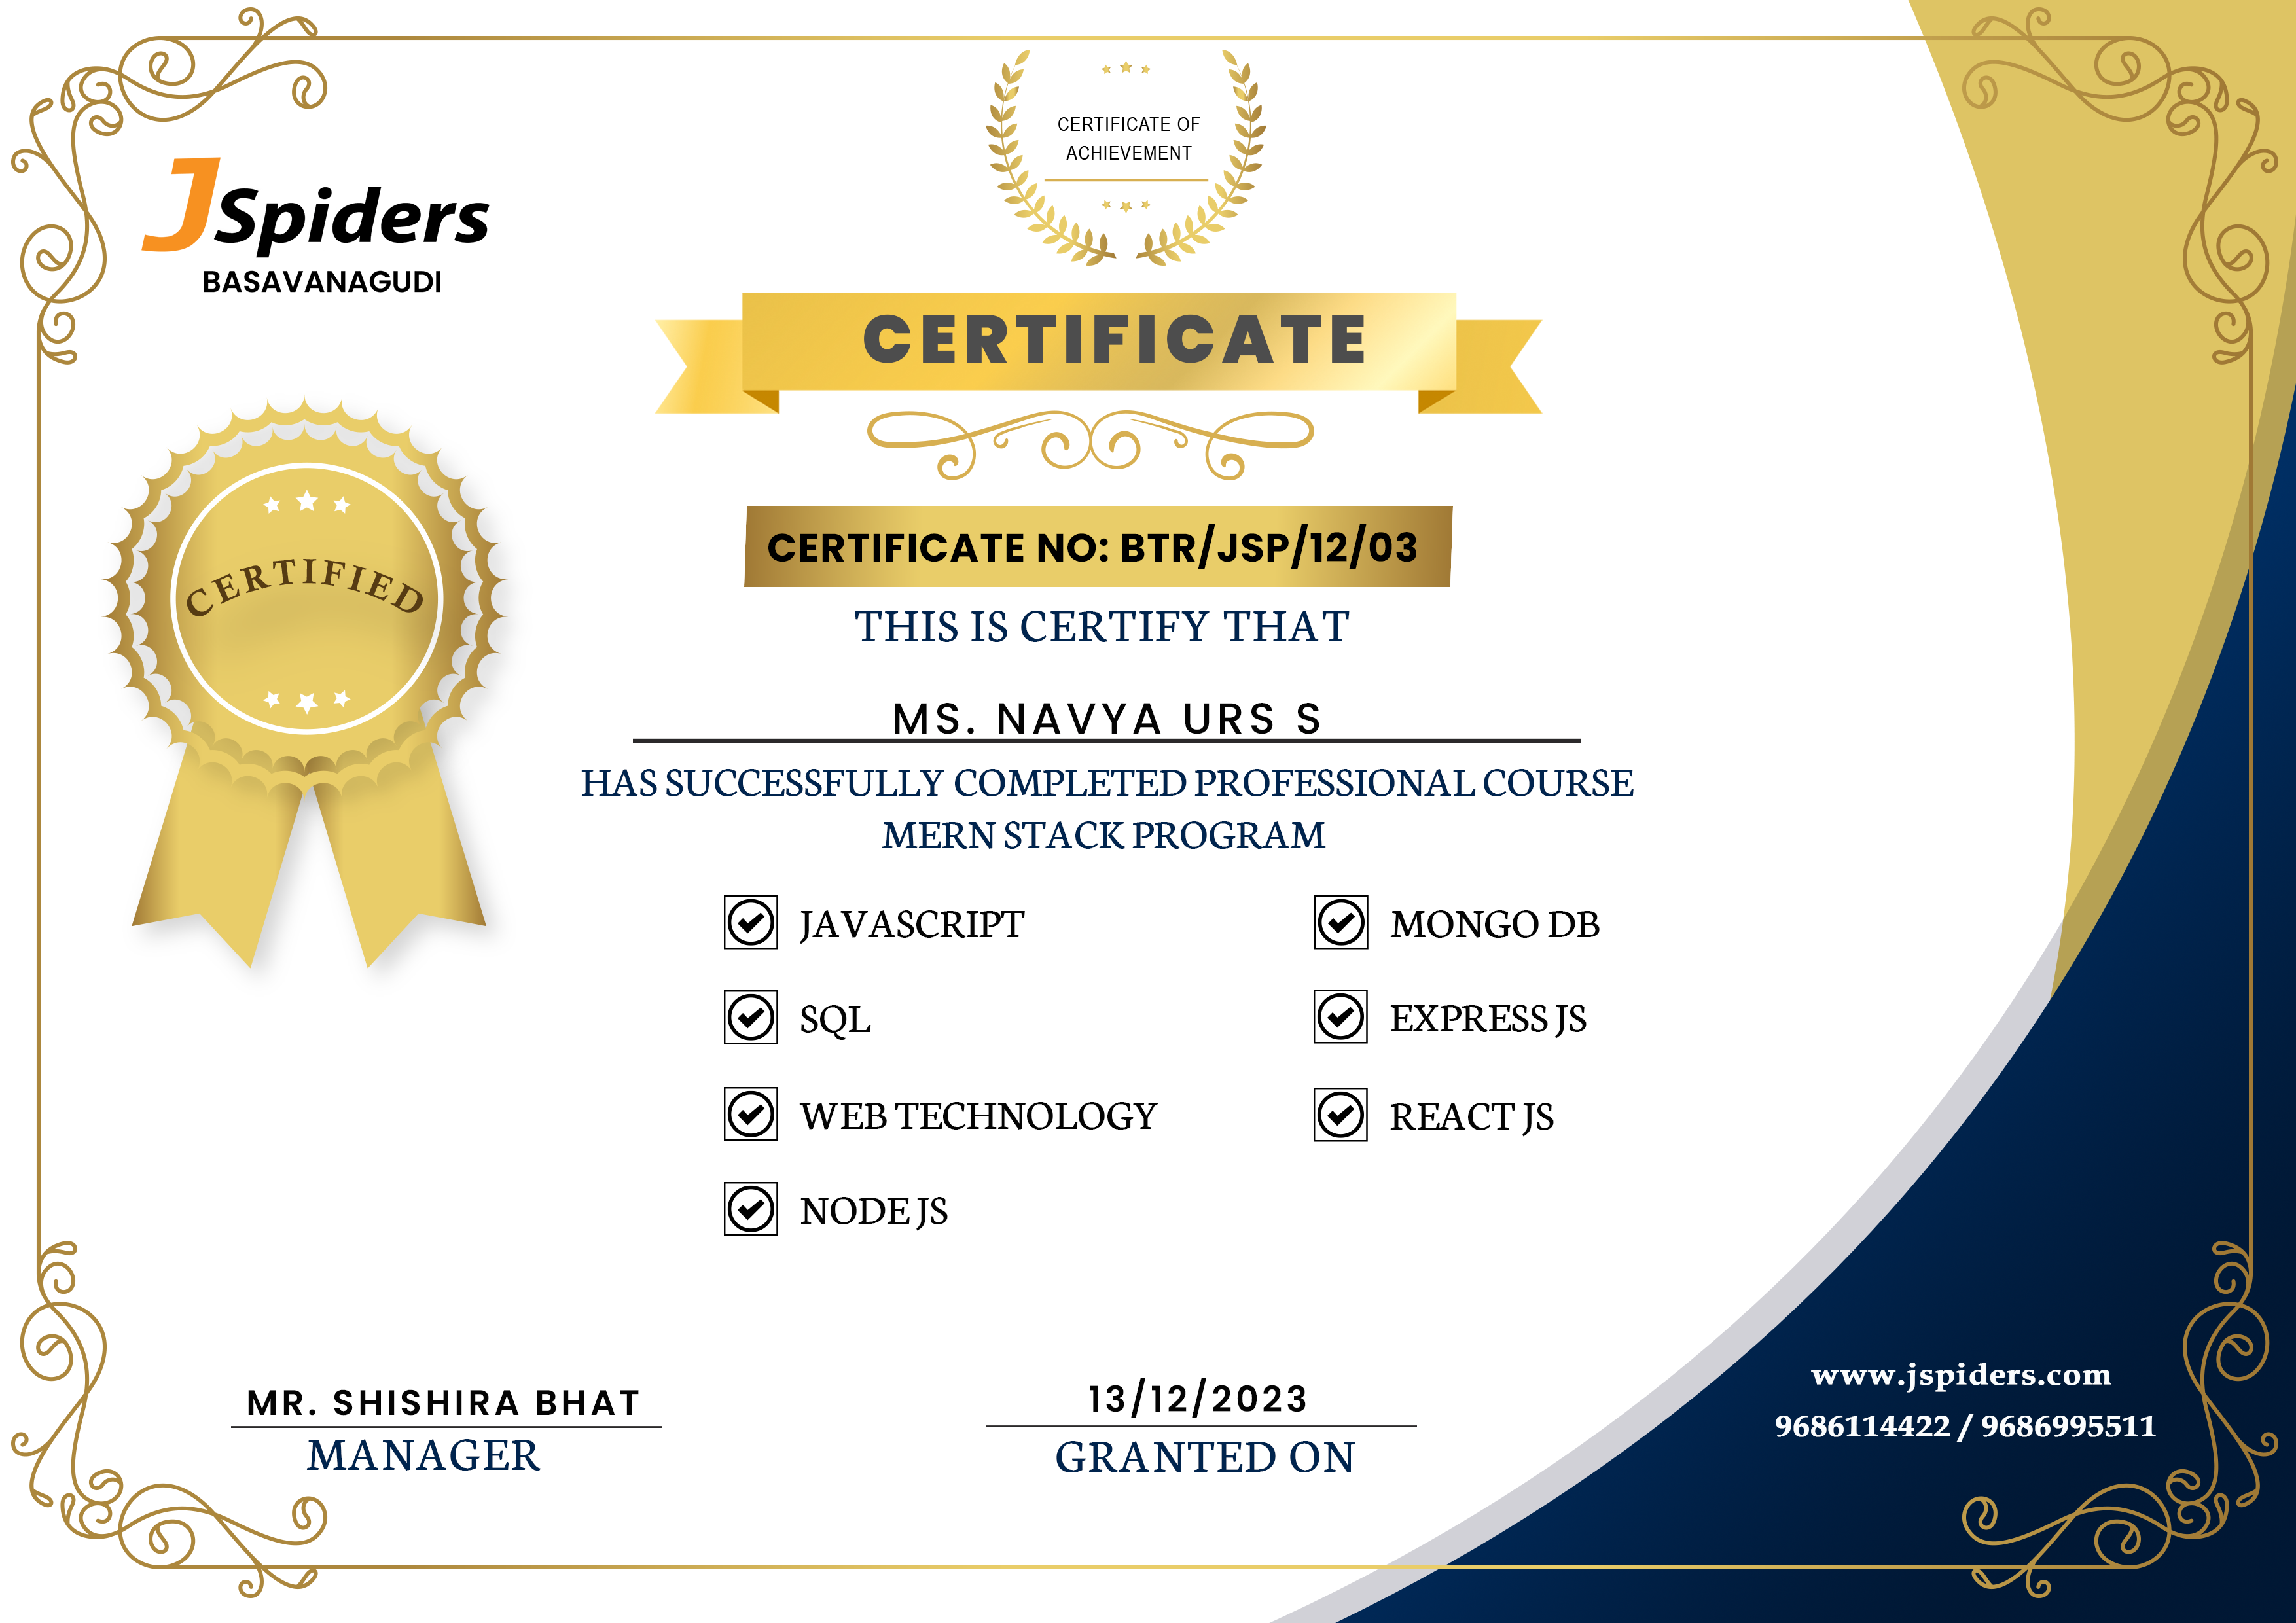 CERTIFICATE OF
ACHIEVEMENT
JSpiders
BASAVANAGUDI
CERTIFICATE
CERTIFIED
CERTIFICATE NO: BTR/JSP/12/03
THIS IS CERTIFY THAT
MS. NAVYA URS S
HAS SUCCESSFULLY COMPLETED PROFESSIONAL COURSE
MERN STACK PROGRAM
JAVASCRIPT
SQL
WEB TECHNOLOGY
NODE JS
MONGO DB
EXPRESS JS
REACT JS
MR. SHISHIRA BHAT
MANAGER
13/12/2023
GRANTED ON
www.jspiders.com
9686114422 / 9686995511